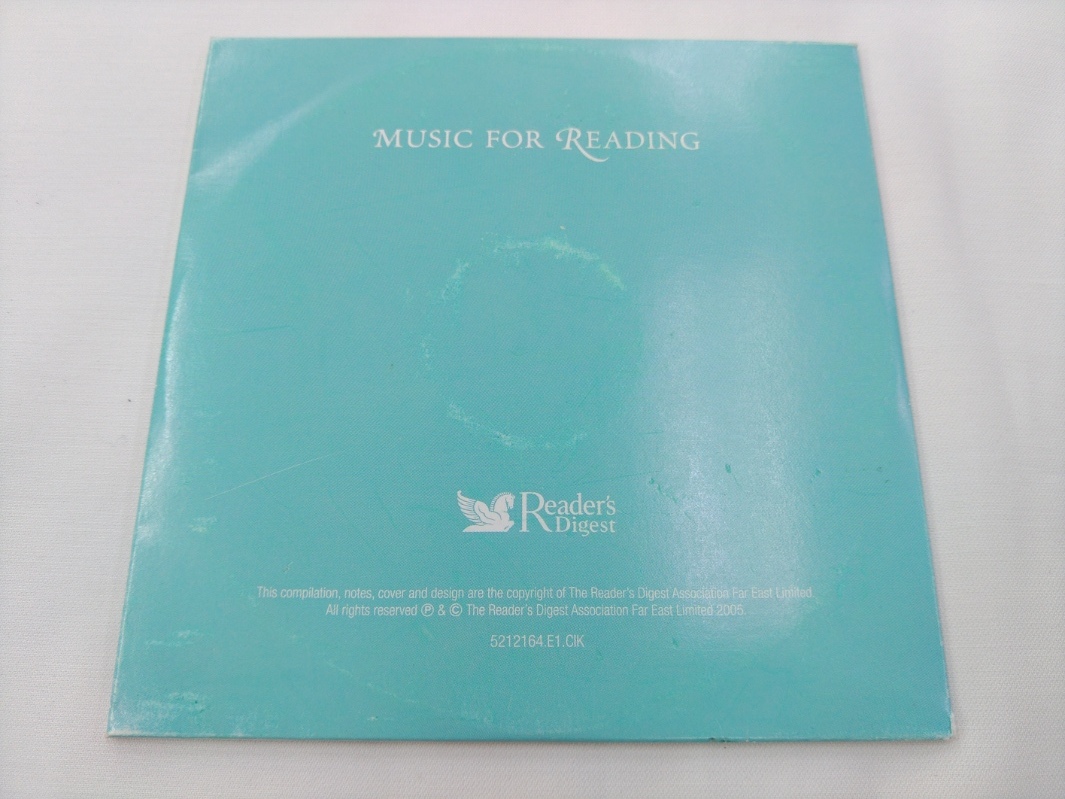 MUSIC FOR READING
Reader's
Digest
This compilation, notes, cover and design are the copyright of The Reader's Digest Association Far East Limited.
All rights reserved ℗ & © The Reader's Digest Association Far East Limited 2005.
5212164.E1.CIK